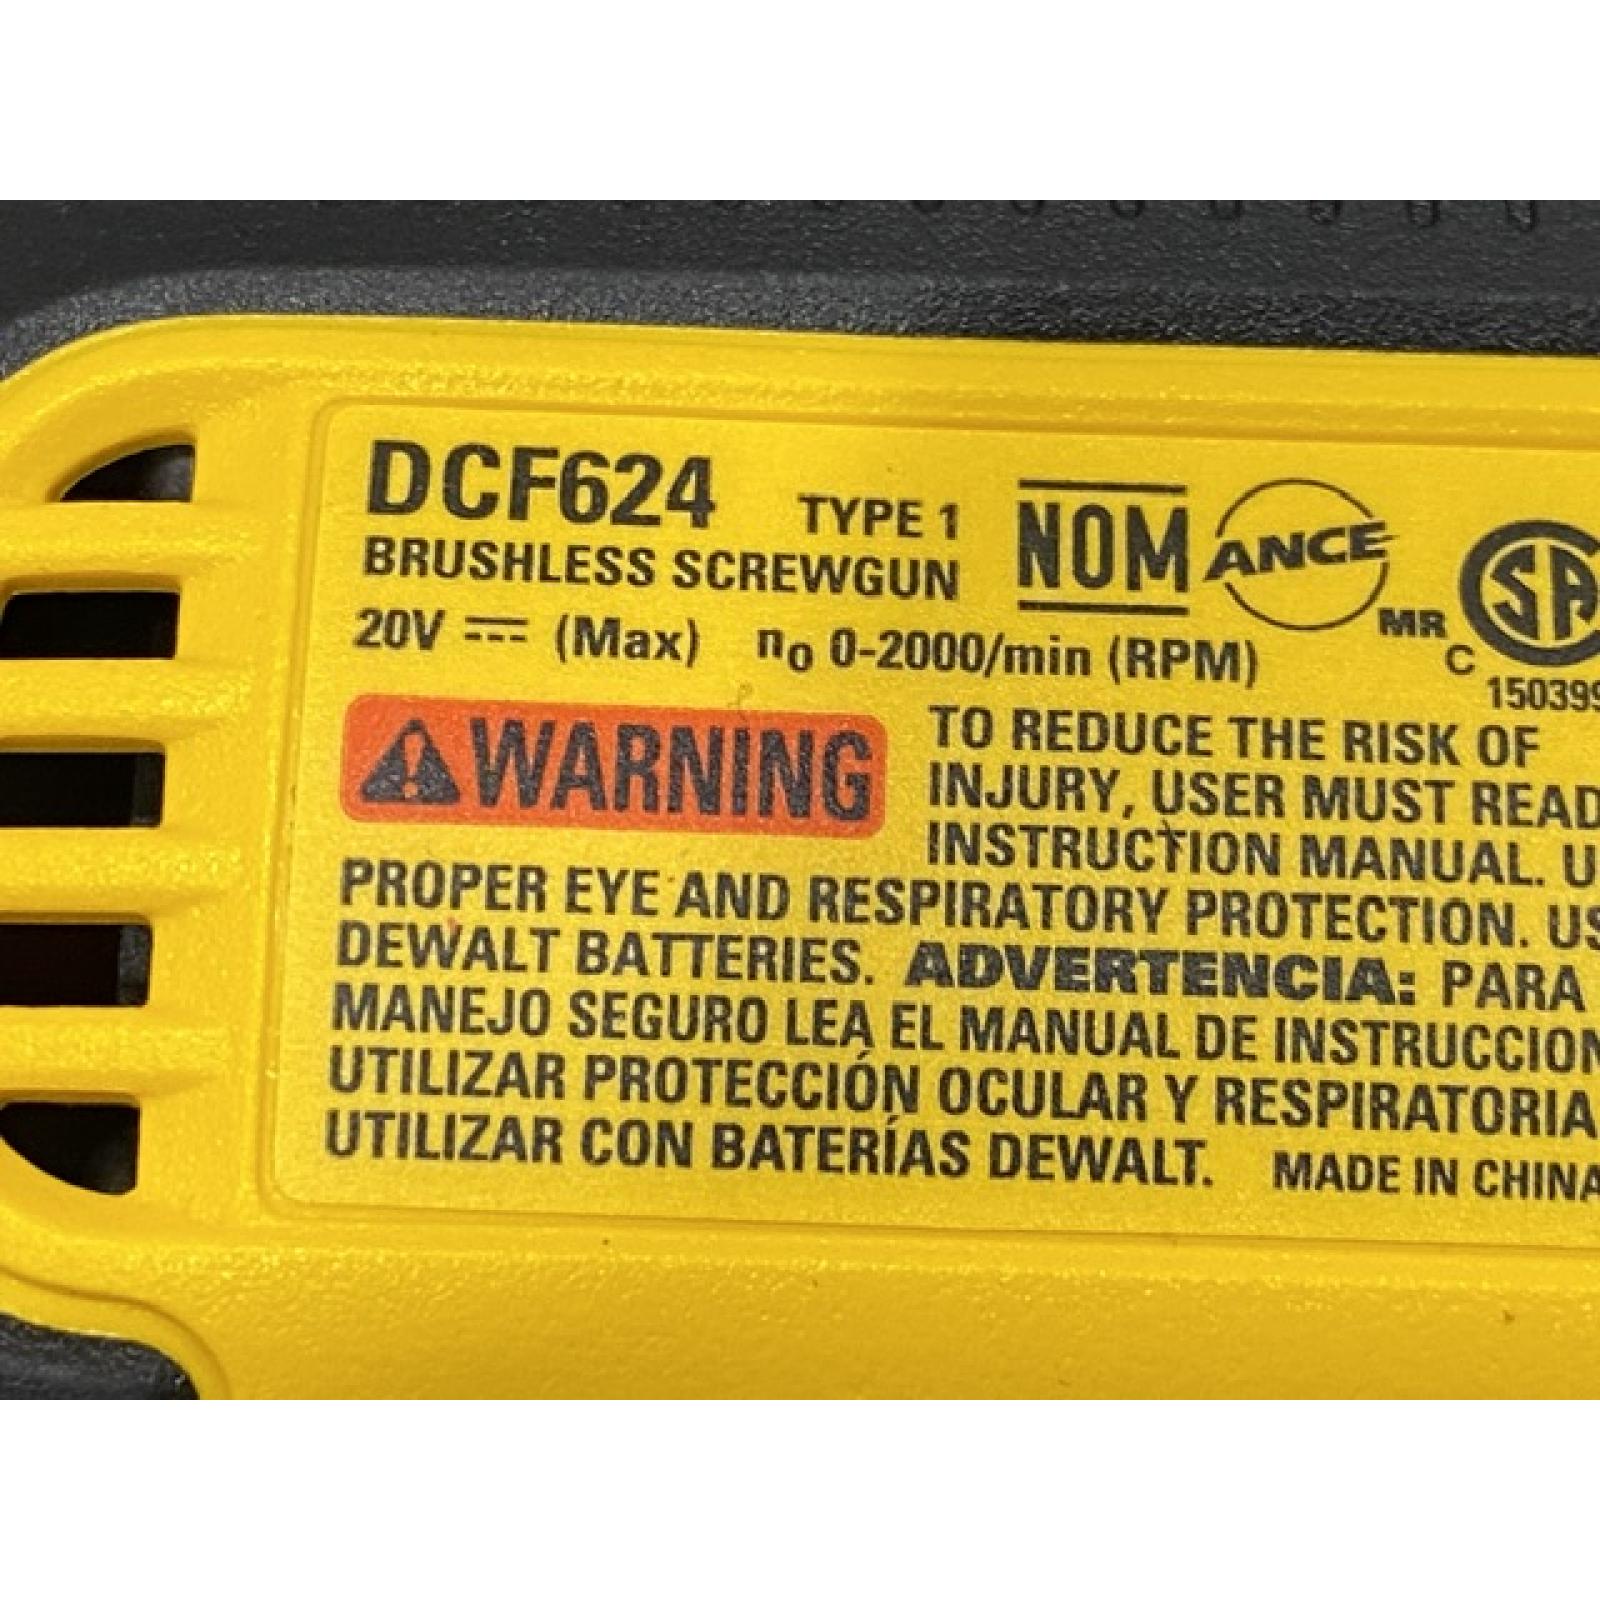 DCF624 TYPE 1
BRUSHLESS SCREWGUN
20V ⎓ (Max) n₀ 0-2000/min (RPM)
NOM
ANCE
MR
C SA
150399
WARNING
TO REDUCE THE RISK OF
INJURY, USER MUST READ
INSTRUCTION MANUAL.
PROPER EYE AND RESPIRATORY PROTECTION.
DEWALT BATTERIES. ADVERTENCIA: PARA
MANEJO SEGURO LEA EL MANUAL DE INSTRUCCION
UTILIZAR PROTECCIÓN OCULAR Y RESPIRATORIA
UTILIZAR CON BATERÍAS DEWALT. MADE IN CHINA